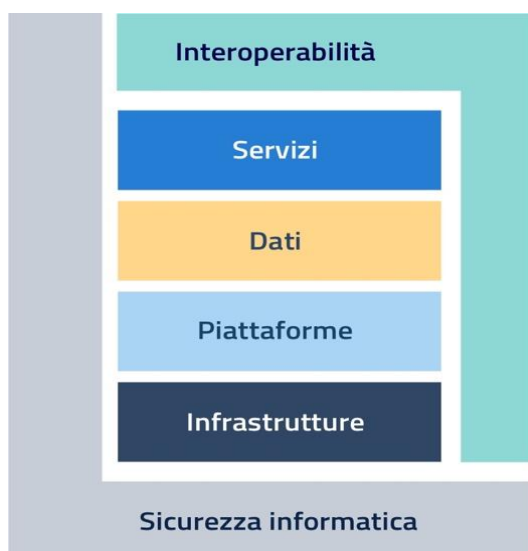 Interoperabilità
Servizi
Dati
Piattaforme
Infrastrutture
Sicurezza informatica